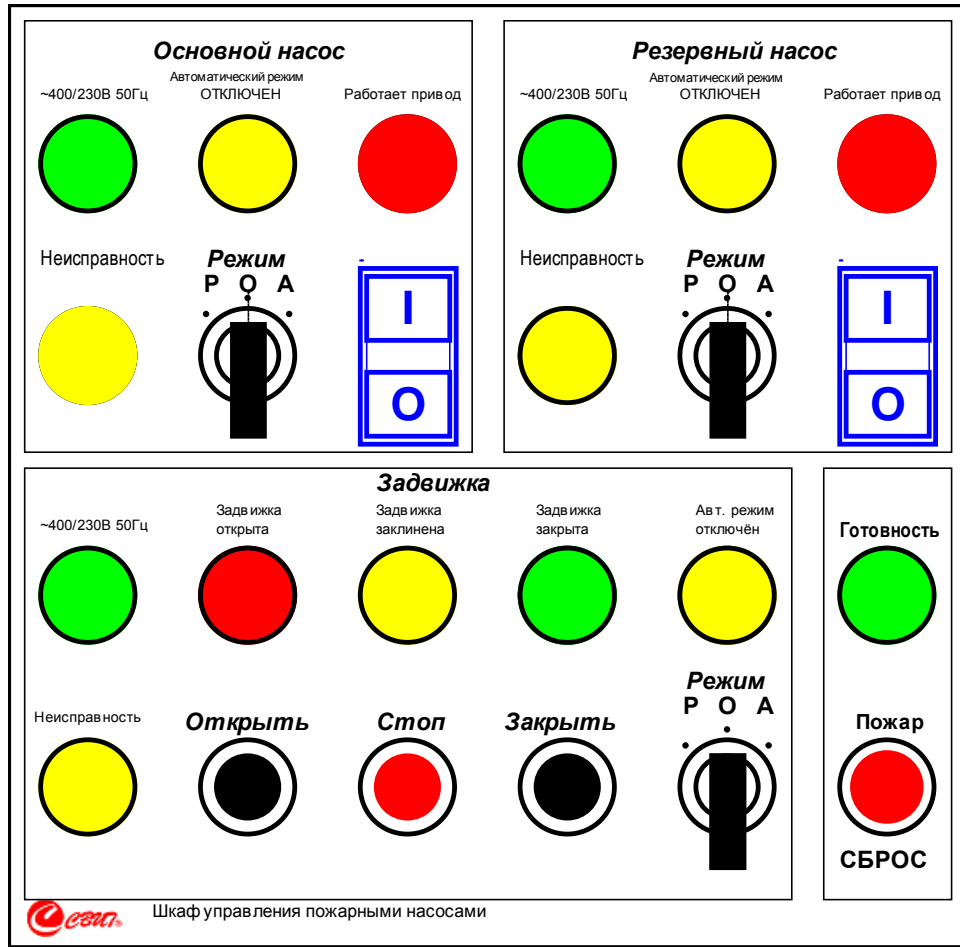 Основной насос
~400/230В 50Гц
Автоматический режим
ОТКЛЮЧЕН
Работает привод
Неисправность
Режим
Р О А
I
О
Резервный насос
~400/230В 50Гц
Автоматический режим
ОТКЛЮЧЕН
Работает привод
Неисправность
Режим
Р О А
I
О
Задвижка
~400/230В 50Гц
Задвижка
открыта
Задвижка
заклинена
Задвижка
закрыта
Авт. режим
отключён
Неисправность
Открыть
Стоп
Закрыть
Режим
Р О А
Готовность
Пожар
СБРОС
СВИТ
Шкаф управления пожарными насосами